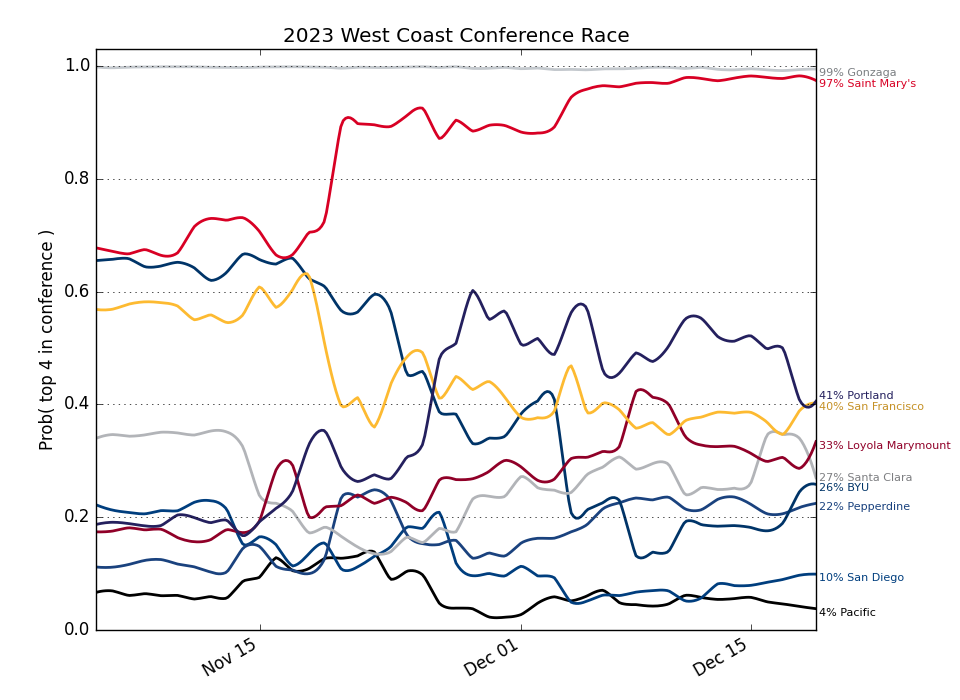 2023 West Coast Conference Race
Prob( top 4 in conference )
1.0
0.8
0.6
0.4
0.2
0.0
Nov 15
Dec 01
Dec 15
99% Gonzaga
97% Saint Mary's
41% Portland
40% San Francisco
33% Loyola Marymount
27% Santa Clara
26% BYU
22% Pepperdine
10% San Diego
4% Pacific